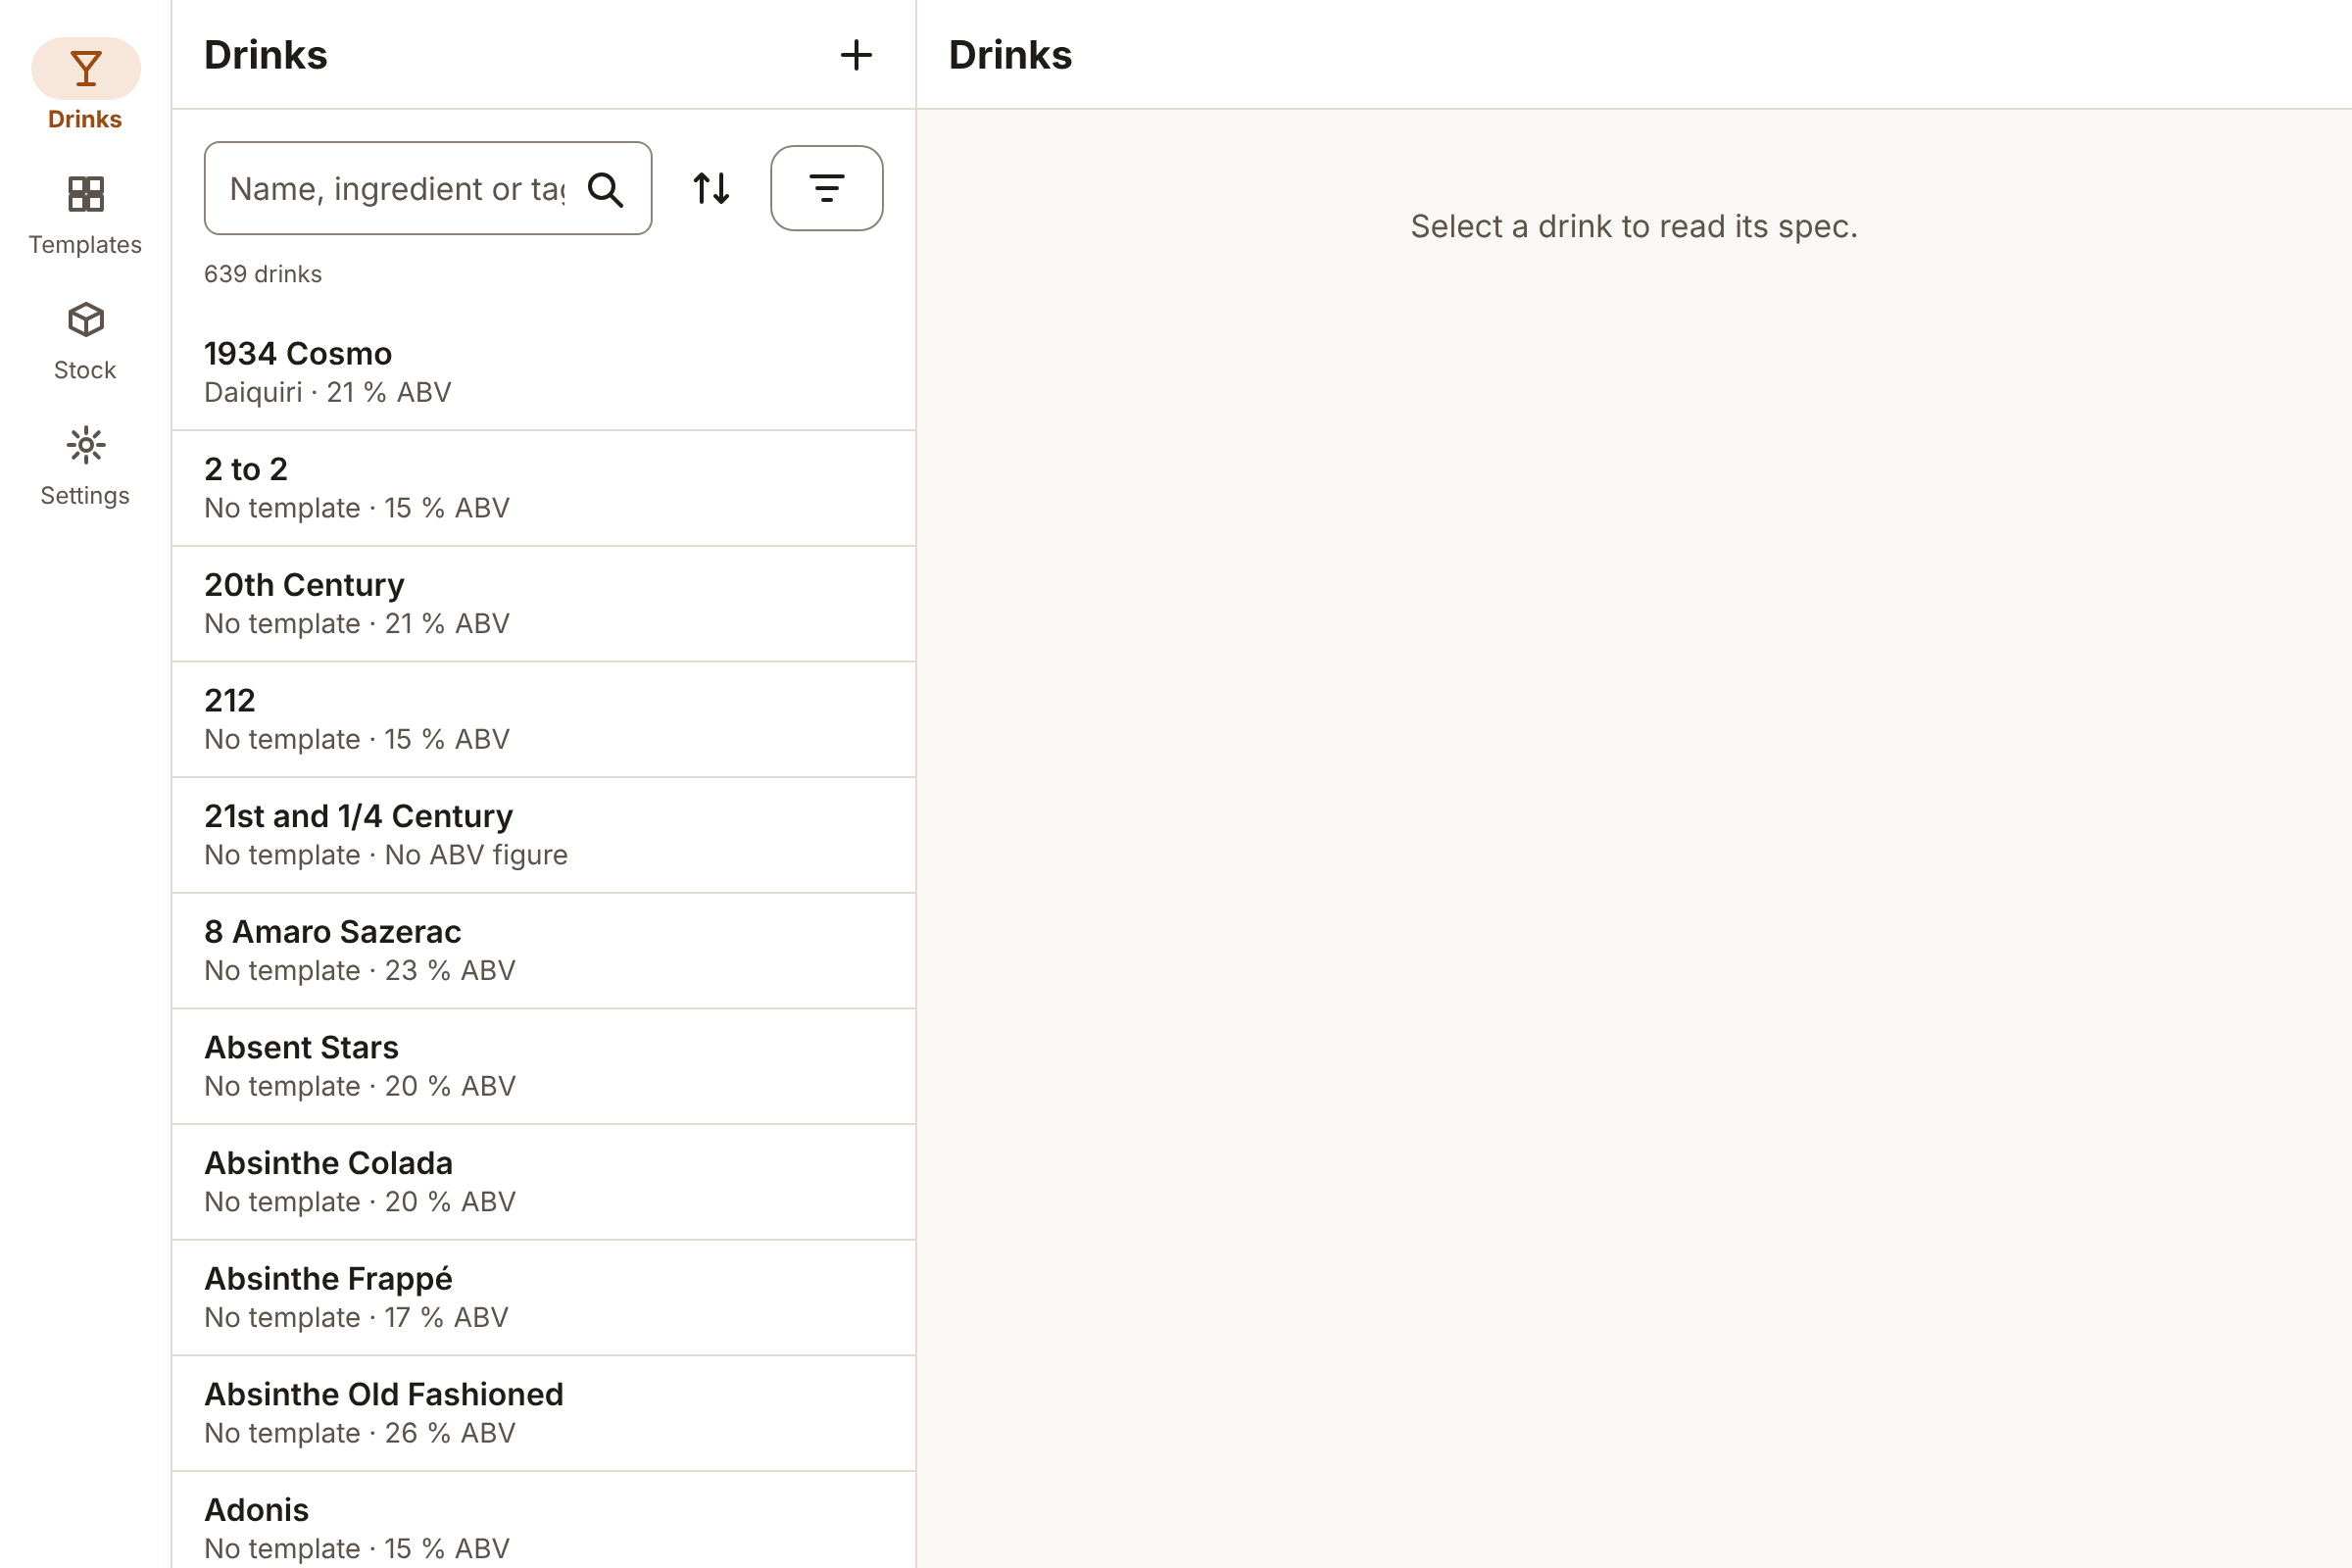 Drinks
Templates
Stock
Settings
Drinks
Name, ingredient or tag
639 drinks
1934 Cosmo
Daiquiri · 21 % ABV
2 to 2
No template · 15 % ABV
20th Century
No template · 21 % ABV
212
No template · 15 % ABV
21st and 1/4 Century
No template · No ABV figure
8 Amaro Sazerac
No template · 23 % ABV
Absent Stars
No template · 20 % ABV
Absinthe Colada
No template · 20 % ABV
Absinthe Frappé
No template · 17 % ABV
Absinthe Old Fashioned
No template · 26 % ABV
Adonis
No template · 15 % ABV
Drinks
Select a drink to read its spec.